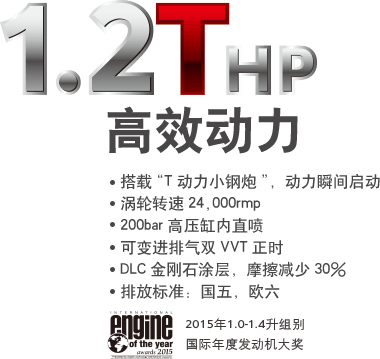 1.2THP
高效动力
• 搭载“T 动力小钢炮”，动力瞬间启动
• 涡轮转速 24,000rmp
• 200bar 高压缸内直喷
• 可变进排气双 VVT 正时
• DLC 金刚石涂层，摩擦减少 30%
• 排放标准：国五，欧六
INTERNATIONAL
engine
of the year
awards 2015
2015年1.0-1.4升组别
国际年度发动机大奖